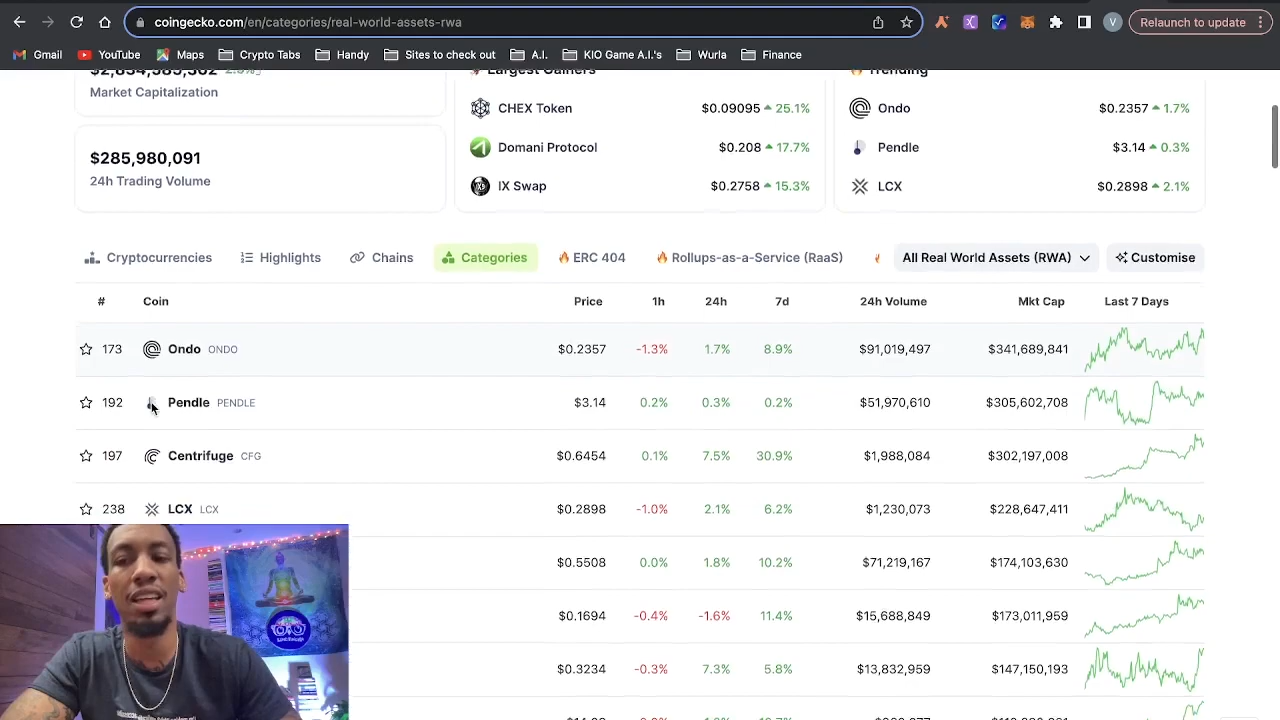 coingecko.com/en/categories/real-world-assets-rwa
Relaunch to update
V
Gmail YouTube Maps Crypto Tabs Handy Sites to check out A.I. KIO Game A.I.'s Wurla Finance
Market Capitalization
$285,980,091
24h Trading Volume
Largest Gainers
CHEX Token $0.09095 25.1%
Domani Protocol $0.208 17.7%
IX Swap $0.2758 15.3%
Trending
Ondo $0.2357 1.7%
Pendle $3.14 0.3%
LCX $0.2898 2.1%
Cryptocurrencies Highlights Chains Categories ERC 404 Rollups-as-a-Service (RaaS) All Real World Assets (RWA) Customise
# Coin Price 1h 24h 7d 24h Volume Mkt Cap Last 7 Days
173 Ondo ONDO $0.2357 -1.3% 1.7% 8.9% $91,019,497 $341,689,841
192 Pendle PENDLE $3.14 0.2% 0.3% 0.2% $51,970,610 $305,602,708
197 Centrifuge CFG $0.6454 0.1% 7.5% 30.9% $1,988,084 $302,197,008
238 LCX LCX $0.2898 -1.0% 2.1% 6.2% $1,230,073 $228,647,411
$0.5508 0.0% 1.8% 10.2% $71,219,167 $174,103,630
$0.1694 -0.4% -1.6% 11.4% $15,688,849 $173,011,959
$0.3234 -0.3% 7.3% 5.8% $13,832,959 $147,150,193